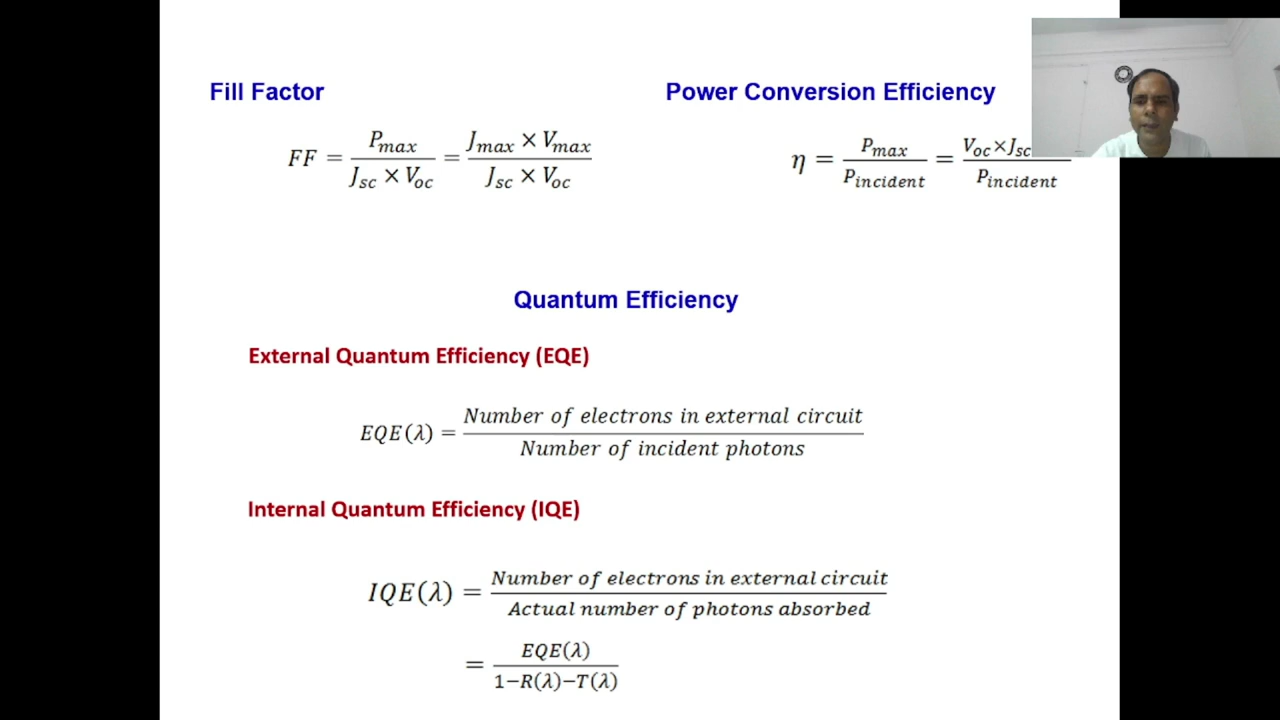 Fill Factor
FF = P_max / (J_sc × V_oc) = (J_max × V_max) / (J_sc × V_oc)
Power Conversion Efficiency
η = P_max / P_incident = V_oc×J_sc / P_incident
Quantum Efficiency
External Quantum Efficiency (EQE)
EQE(λ) = Number of electrons in external circuit / Number of incident photons
Internal Quantum Efficiency (IQE)
IQE(λ) = Number of electrons in external circuit / Actual number of photons absorbed
= EQE(λ) / 1−R(λ)−T(λ)